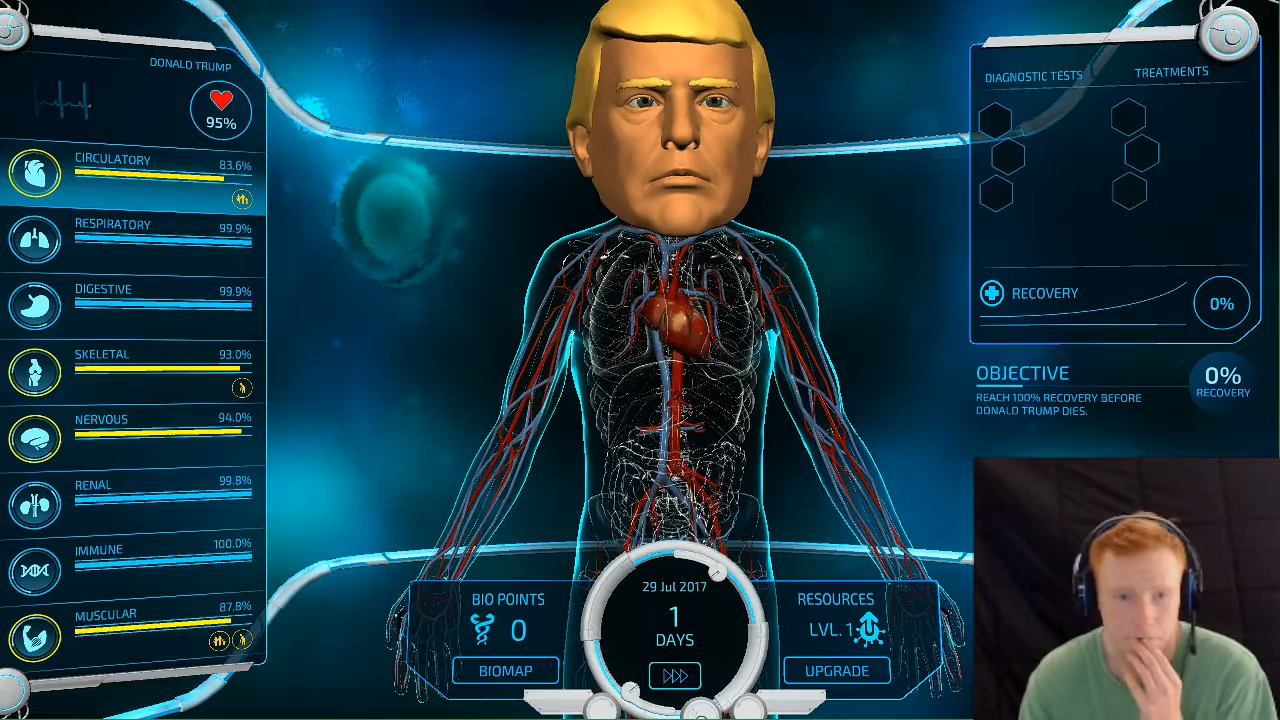 DONALD TRUMP
95%
CIRCULATORY 83.6%
RESPIRATORY 99.9%
DIGESTIVE 99.9%
SKELETAL 93.0%
NERVOUS 94.0%
RENAL 99.8%
IMMUNE 100.0%
MUSCULAR 87.8%
DIAGNOSTIC TESTS TREATMENTS
RECOVERY 0%
OBJECTIVE
REACH 100% RECOVERY BEFORE
DONALD TRUMP DIES.
0%
RECOVERY
BIO POINTS
0
BIOMAP
29 Jul 2017
1
DAYS
RESOURCES
LVL. 1
UPGRADE